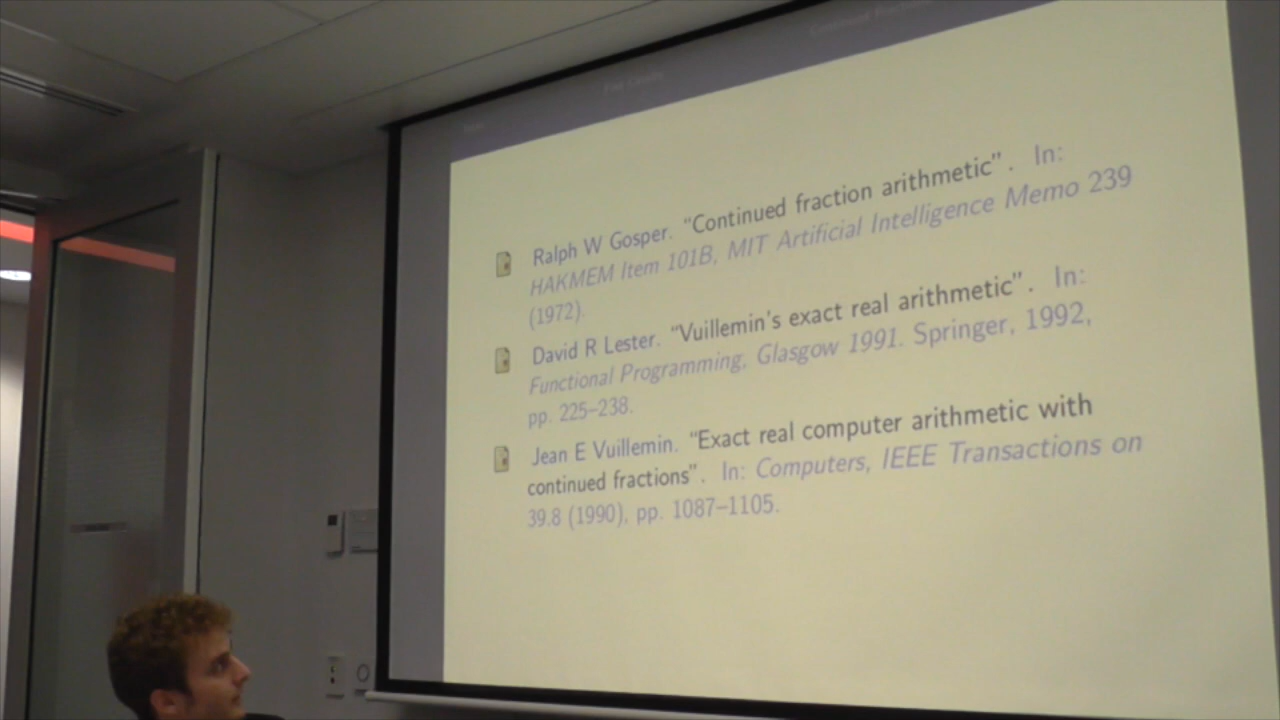 Ralph W Gosper. “Continued fraction arithmetic”. In:
HAKMEM Item 101B, MIT Artificial Intelligence Memo 239
(1972).
David R Lester. “Vuillemin's exact real arithmetic”. In:
Functional Programming, Glasgow 1991. Springer, 1992,
pp. 225–238.
Jean E Vuillemin. “Exact real computer arithmetic with
continued fractions”. In: Computers, IEEE Transactions on
39.8 (1990), pp. 1087–1105.